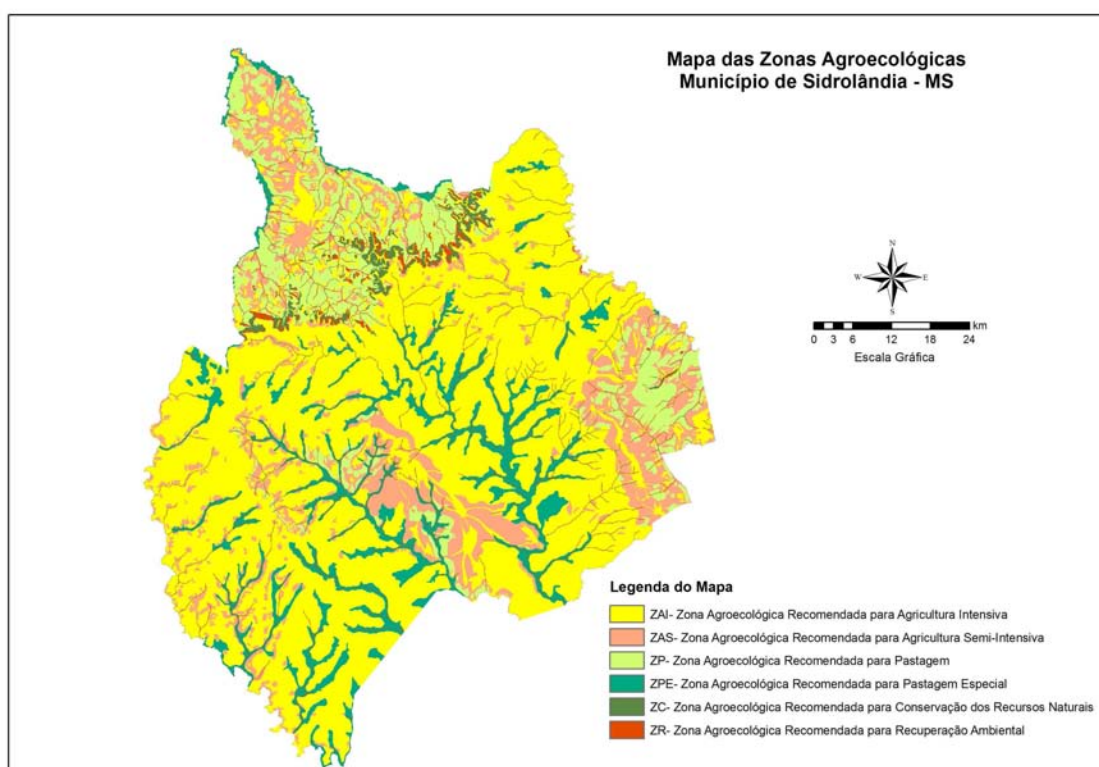 Mapa das Zonas Agroecológicas
Município de Sidrolândia - MS
N
W
E
S
km
0 3 6 12 18 24
Escala Gráfica
Legenda do Mapa
ZAI- Zona Agroecológica Recomendada para Agricultura Intensiva
ZAS- Zona Agroecológica Recomendada para Agricultura Semi-Intensiva
ZP- Zona Agroecológica Recomendada para Pastagem
ZPE- Zona Agroecológica Recomendada para Pastagem Especial
ZC- Zona Agroecológica Recomendada para Conservação dos Recursos Naturais
ZR- Zona Agroecológica Recomendada para Recuperação Ambiental